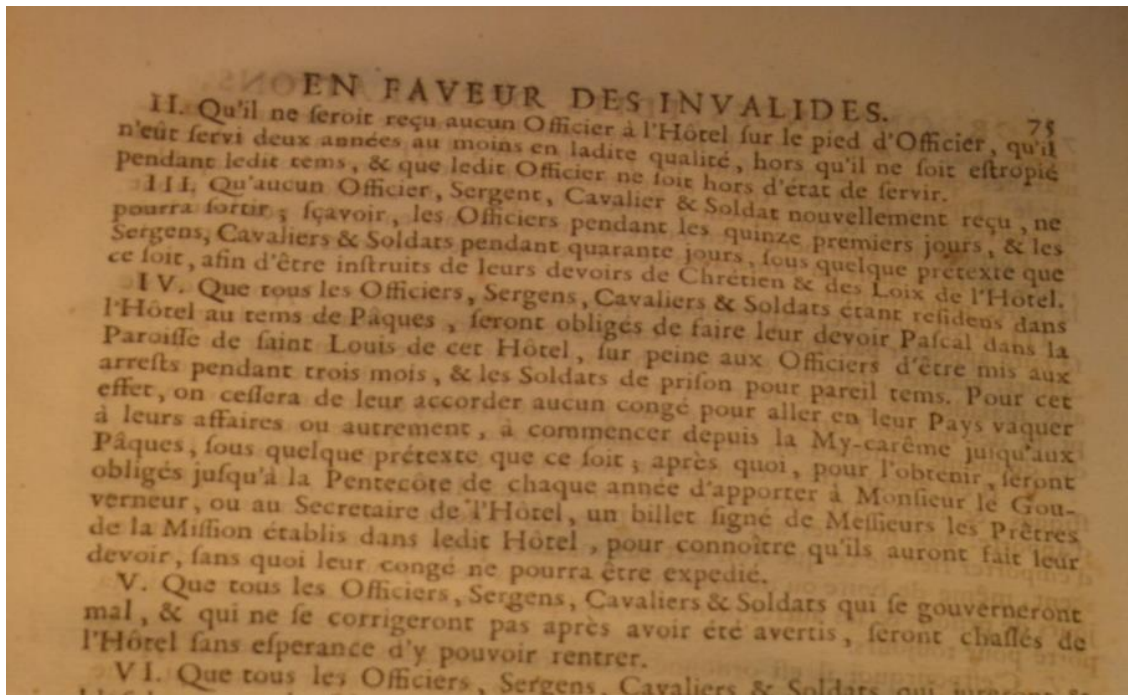 EN FAVEUR DES INVALIDES. 75
II. Qu'il ne ſeroit reçu aucun Officier à l'Hôtel ſur le pied d'Officier, qu'il
n'eût ſervi deux années au moins en ladite qualité, hors qu'il ne ſoit eſtropié
pendant ledit tems, & que ledit Officier ne ſoit hors d'état de ſervir.
III. Qu'aucun Officier, Sergent, Cavalier & Soldat nouvellement reçu, ne
pourra ſortir; ſçavoir, les Officiers pendant les quinze premiers jours, & les
Sergens, Cavaliers & Soldats pendant quarante jours, ſous quelque prétexte que
ce ſoit, afin d'être inſtruits de leurs devoirs de Chrétien & des Loix de l'Hôtel.
IV. Que tous les Officiers, Sergens, Cavaliers & Soldats étant reſidens dans
l'Hôtel au tems de Pâques, ſeront obligés de faire leur devoir Paſcal dans la
Paroiſſe de ſaint Louis de cet Hôtel, ſur peine aux Officiers d'être mis aux
arreſts pendant trois mois, & les Soldats de priſon pour pareil tems. Pour cet
effet, on ceſſera de leur accorder aucun congé pour aller en leur Pays vaquer
à leurs affaires ou autrement, à commencer depuis la My-carême juſqu'aux
Pâques, ſous quelque prétexte que ce ſoit; après quoi, pour l'obtenir, ſeront
obligés juſqu'à la Pentecôte de chaque année d'apporter à Monſieur le Gou-
verneur, ou au Secretaire de l'Hôtel, un billet ſigné de Meſſieurs les Prêtres
de la Miſſion établis dans ledit Hôtel, pour connoître qu'ils auront fait leur
devoir, ſans quoi leur congé ne pourra être expedié.
V. Que tous les Officiers, Sergens, Cavaliers & Soldats qui ſe gouverneront
mal, & qui ne ſe corrigeront pas après avoir été avertis, ſeront chaſſés de
l'Hôtel ſans eſperance d'y pouvoir rentrer.
VI. Que tous les Officiers, Sergens, Cavaliers & Soldats qui